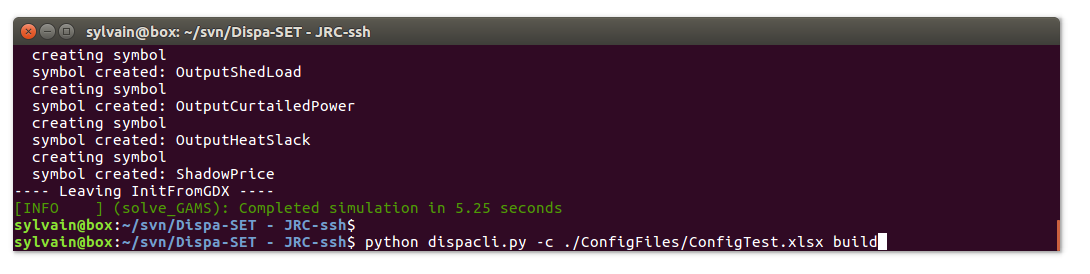 sylvain@box: ~/svn/Dispa-SET - JRC-ssh
creating symbol
symbol created: OutputShedLoad
creating symbol
symbol created: OutputCurtailedPower
creating symbol
symbol created: OutputHeatSlack
creating symbol
symbol created: ShadowPrice
---- Leaving InitFromGDX ----
[INFO    ] (solve_GAMS): Completed simulation in 5.25 seconds
sylvain@box:~/svn/Dispa-SET - JRC-ssh$
sylvain@box:~/svn/Dispa-SET - JRC-ssh$ python dispacli.py -c ./ConfigFiles/ConfigTest.xlsx build